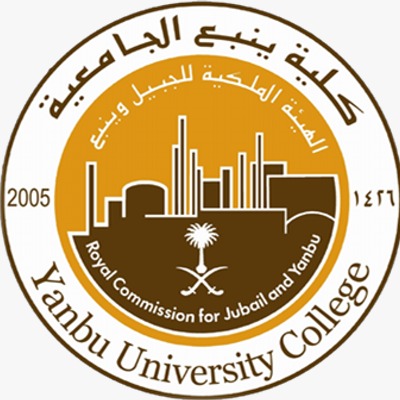 كلية ينبع الجامعية
الهيئة الملكية للجبيل وينبع
2005
١٤٢٦
Royal Commission for Jubail and Yanbu
Yanbu University College